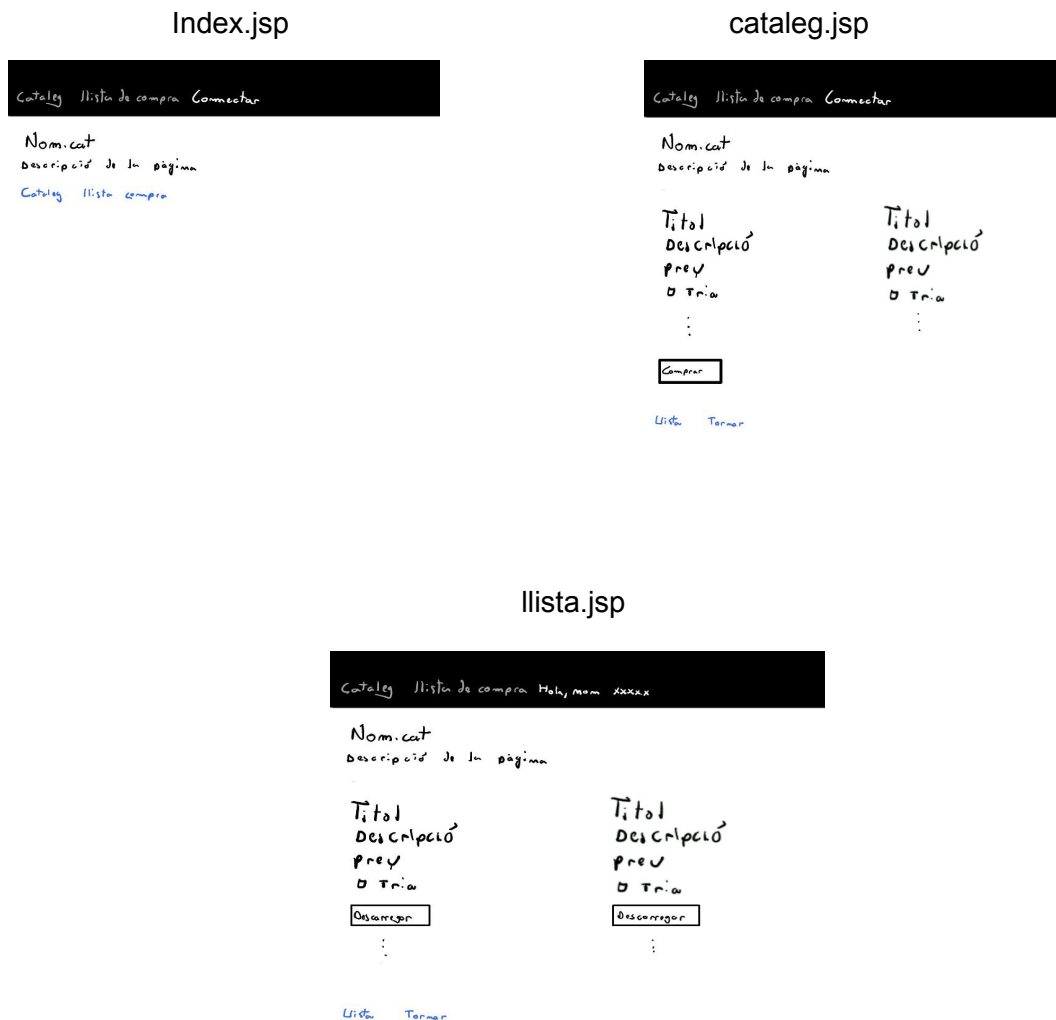 Index.jsp
Cataleg llista de compra Connectar
Nom.cat
Descripció de la pàgina
Cataleg llista compra
cataleg.jsp
Cataleg llista de compra Connectar
Nom.cat
Descripció de la pàgina
Titol
Descripció
preu
Tria
Titol
Descripció
preu
Tria
Comprar
Llista Tornar
llista.jsp
Cataleg llista de compra Hola, nom xxxxx
Nom.cat
Descripció de la pàgina
Titol
Descripció
preu
Tria
Descarregar
Titol
Descripció
preu
Tria
Descarregar
Llista Tornar